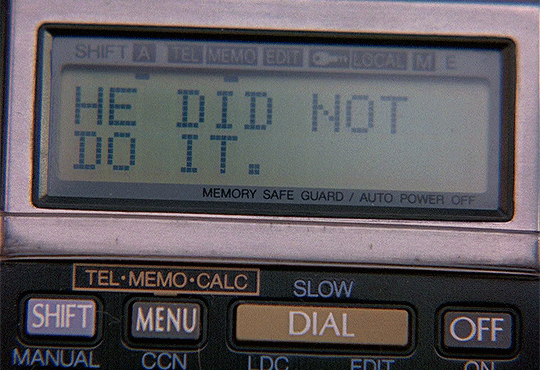 SHIFT A TEL MEMO EDIT LOCAL M E
HE DID NOT
DO IT.
MEMORY SAFE GUARD / AUTO POWER OFF
TEL•MEMO•CALC
SLOW
SHIFT MENU DIAL OFF
MANUAL CCN LDC EDIT ON